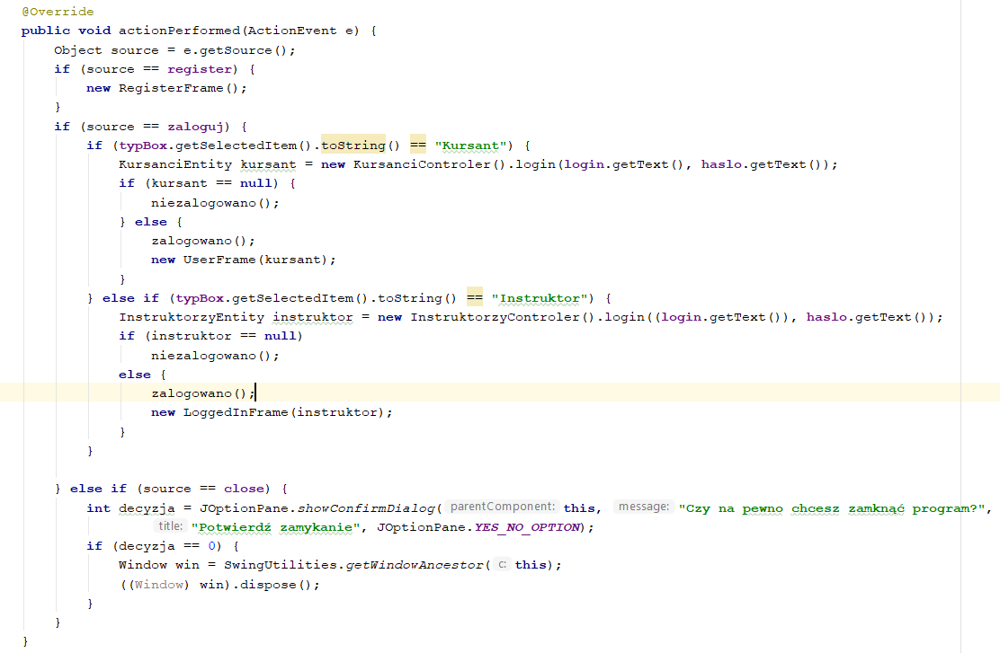 @Override
public void actionPerformed(ActionEvent e) {
    Object source = e.getSource();
    if (source == register) {
        new RegisterFrame();
    }
    if (source == zaloguj) {
        if (typBox.getSelectedItem().toString() == "Kursant") {
            KursanciEntity kursant = new KursanciControler().login(login.getText(), haslo.getText());
            if (kursant == null) {
                niezalogowano();
            } else {
                zalogowano();
                new UserFrame(kursant);
            }
        } else if (typBox.getSelectedItem().toString() == "Instruktor") {
            InstruktorzyEntity instruktor = new InstruktorzyControler().login((login.getText()), haslo.getText());
            if (instruktor == null)
                niezalogowano();
            else {
                zalogowano();
                new LoggedInFrame(instruktor);
            }
        }

    } else if (source == close) {
        int decyzja = JOptionPane.showConfirmDialog( parentComponent: this, message: "Czy na pewno chcesz zamknąć program?",
                title: "Potwierdź zamykanie", JOptionPane.YES_NO_OPTION);
        if (decyzja == 0) {
            Window win = SwingUtilities.getWindowAncestor( c: this);
            ((Window) win).dispose();
        }
    }
}